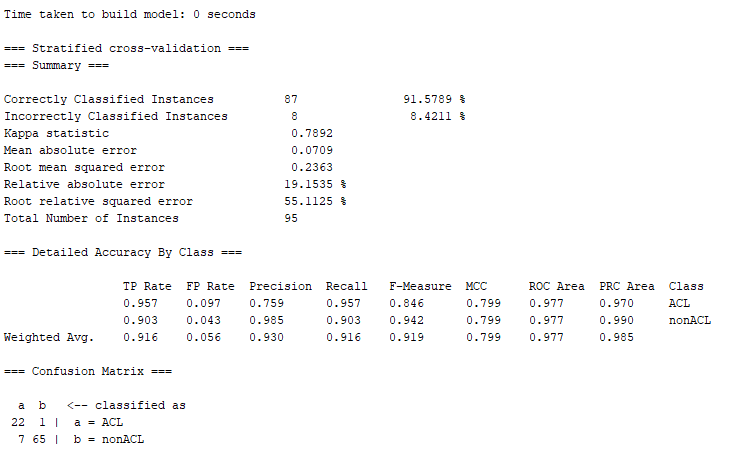 Time taken to build model: 0 seconds
=== Stratified cross-validation ===
=== Summary ===
Correctly Classified Instances 87 91.5789 %
Incorrectly Classified Instances 8 8.4211 %
Kappa statistic 0.7892
Mean absolute error 0.0709
Root mean squared error 0.2363
Relative absolute error 19.1535 %
Root relative squared error 55.1125 %
Total Number of Instances 95
=== Detailed Accuracy By Class ===
TP Rate FP Rate Precision Recall F-Measure MCC ROC Area PRC Area Class
0.957 0.097 0.759 0.957 0.846 0.799 0.977 0.970 ACL
0.903 0.043 0.985 0.903 0.942 0.799 0.977 0.990 nonACL
Weighted Avg. 0.916 0.056 0.930 0.916 0.919 0.799 0.977 0.985
=== Confusion Matrix ===
a b <-- classified as
22 1 | a = ACL
7 65 | b = nonACL